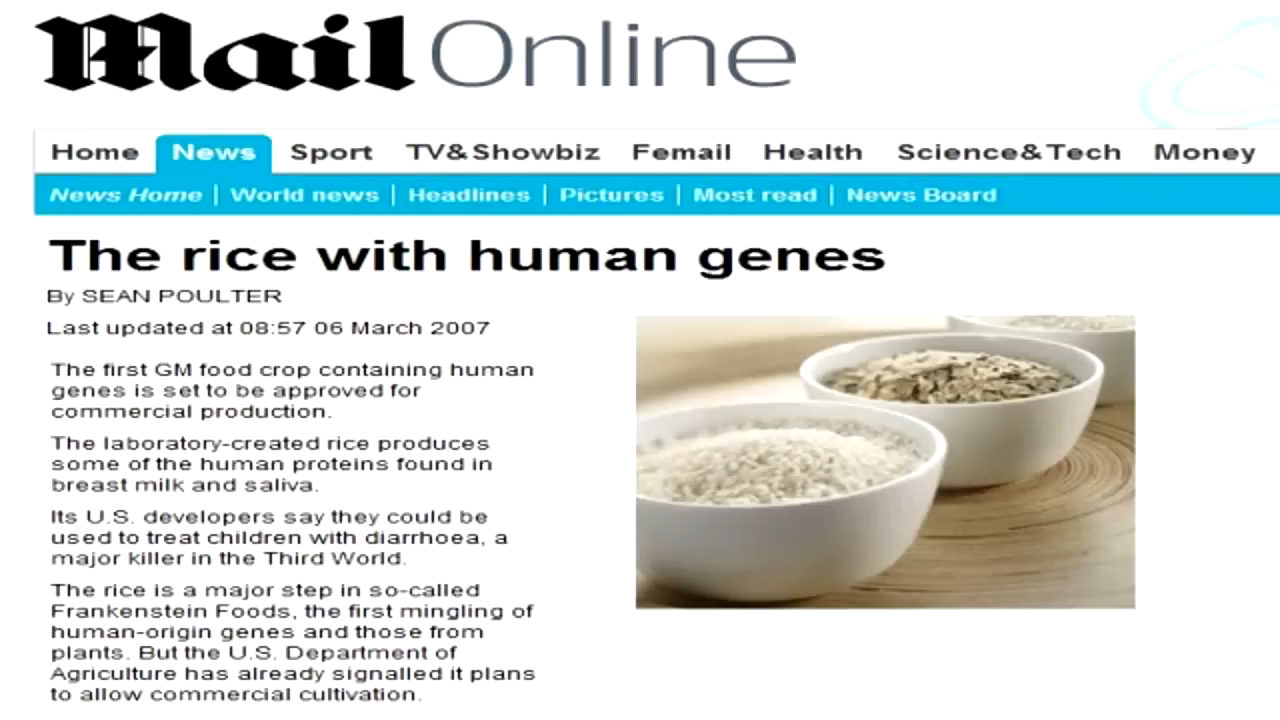 Mail Online
Home News Sport TV&Showbiz Femail Health Science&Tech Money
News Home | World news | Headlines | Pictures | Most read | News Board
The rice with human genes
By SEAN POULTER
Last updated at 08:57 06 March 2007
The first GM food crop containing human
genes is set to be approved for
commercial production.
The laboratory-created rice produces
some of the human proteins found in
breast milk and saliva.
Its U.S. developers say they could be
used to treat children with diarrhoea, a
major killer in the Third World.
The rice is a major step in so-called
Frankenstein Foods, the first mingling of
human-origin genes and those from
plants. But the U.S. Department of
Agriculture has already signalled it plans
to allow commercial cultivation.